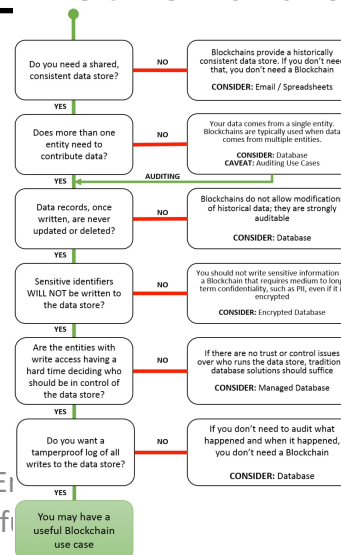 Do you need a shared,
consistent data store?
NO
Blockchains provide a historically
consistent data store. If you don't need
that, you don't need a Blockchain
CONSIDER: Email / Spreadsheets
YES
Does more than one
entity need to
contribute data?
NO
Your data comes from a single entity.
Blockchains are typically used when data
comes from multiple entities.
CONSIDER: Database
CAVEAT: Auditing Use Cases
YES
AUDITING
Data records, once
written, are never
updated or deleted?
NO
Blockchains do not allow modifications
of historical data; they are strongly
auditable
CONSIDER: Database
YES
Sensitive identifiers
WILL NOT be written to
the data store?
NO
You should not write sensitive information
a Blockchain that requires medium to long
term confidentiality, such as PII, even if it is
encrypted
CONSIDER: Encrypted Database
YES
Are the entities with
write access having a
hard time deciding who
should be in control of
the data store?
NO
If there are no trust or control issues
over who runs the data store, tradition
database solutions should suffice
CONSIDER: Managed Database
YES
Do you want a
tamperproof log of all
writes to the data store?
NO
If you don't need to audit what
happened and when it happened,
you don't need a Blockchain
CONSIDER: Database
YES
You may have a
useful Blockchain
use case